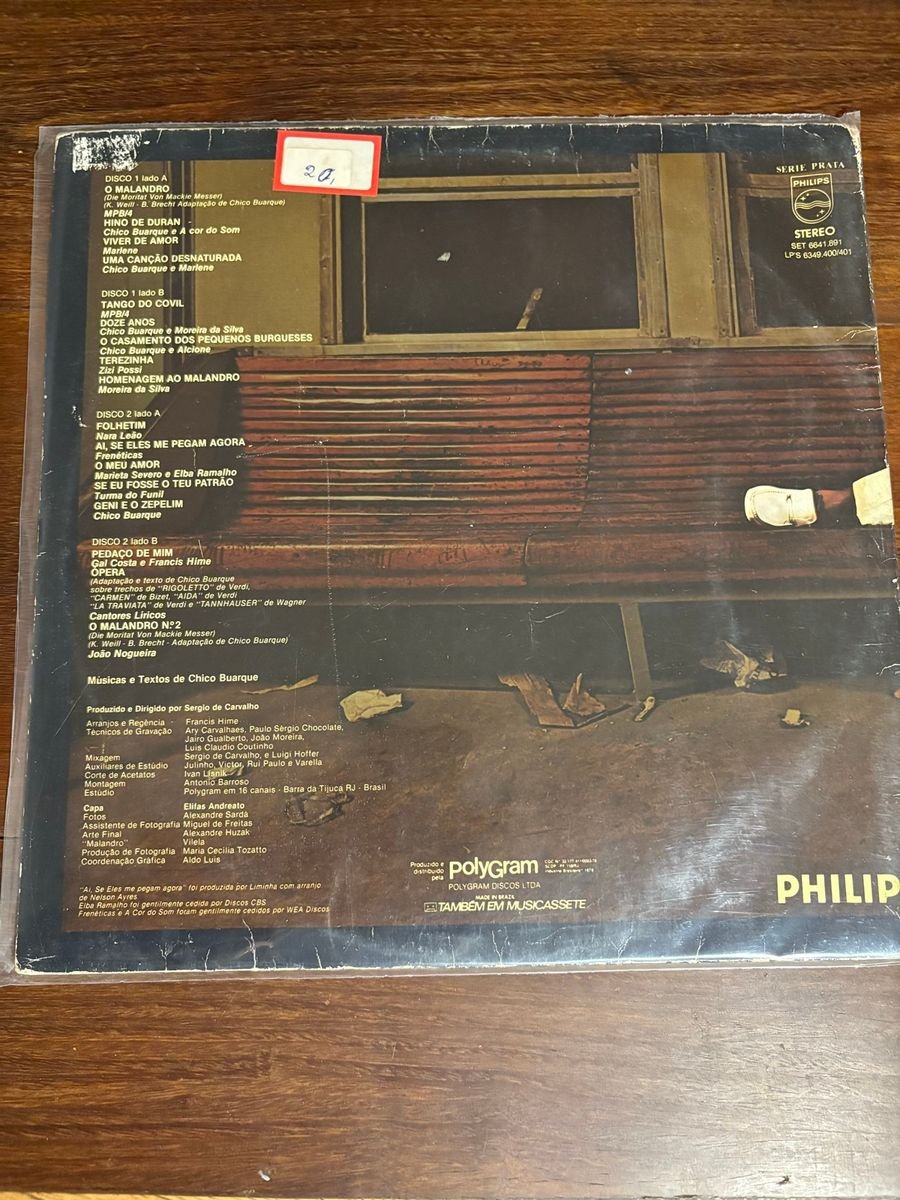 20,
DISCO 1 lado A
O MALANDRO
(Die Moritat Von Mackie Messer)
(K. Weill - B. Brecht Adaptação de Chico Buarque)
MPB/4
HINO DE DURAN
Chico Buarque e A cor do Som
VIVER DE AMOR
Marlene
UMA CANÇÃO DESNATURADA
Chico Buarque e Marlene
DISCO 1 lado B
TANGO DO COVIL
MPB/4
DOZE ANOS
Chico Buarque e Moreira da Silva
O CASAMENTO DOS PEQUENOS BURGUESES
Chico Buarque e Alcione
TEREZINHA
Zizi Possi
HOMENAGEM AO MALANDRO
Moreira da Silva
DISCO 2 lado A
FOLHETIM
Nara Leão
AI, SE ELES ME PEGAM AGORA
Frenéticas
O MEU AMOR
Marieta Severo e Elba Ramalho
SE EU FOSSE O TEU PATRÃO
Turma do Funil
GENI E O ZEPELIM
Chico Buarque
DISCO 2 lado B
PEDAÇO DE MIM
Gal Costa e Francis Hime
ÓPERA
(Adaptação e texto de Chico Buarque
sobre trechos de "RIGOLETTO" de Verdi,
"CARMEN" de Bizet, "AIDA" de Verdi
"LA TRAVIATA" de Verdi e "TANNHAUSER" de Wagner
Cantores Líricos
O MALANDRO N.º 2
(Die Moritat Von Mackie Messer)
(K. Weill - B. Brecht - Adaptação de Chico Buarque)
João Nogueira
Músicas e Textos de Chico Buarque
Produzido e Dirigido por Sergio de Carvalho
Arranjos e Regência - Francis Hime
Técnicos de Gravação Ary Carvalhaes, Paulo Sèrgio Chocolate,
Jairo Gualberto, João Moreira,
Luis Claudio Coutinho
Mixagem Sergio de Carvalho, e Luigi Hoffer
Auxiliares de Estúdio Julinho, Victor, Rui Paulo e Varella
Corte de Acetatos Ivan Lisnik
Montagem Antonio Barroso
Estúdio Polygram em 16 canais - Barra da Tijuca RJ - Brasil
Capa Elifas Andreato
Fotos Alexandre Sardá
Assistente de Fotografia Miguel de Freitas
Arte Final Alexandre Huzak
"Malandro" Vilela
Produção de Fotografia Maria Cecilia Tozatto
Coordenação Gráfica Aldo Luis
"Ai, Se Eles me pegam agora" foi produzida por Liminha com arranjo
de Nelson Ayres
Elba Ramalho foi gentilmente cedida por Discos CBS
Frenéticas e A Cor do Som foram gentilmente cedidos por WEA Discos
SERIE PRATA
PHILIPS
STEREO
SET 6641.891
LP'S 6349.400/401
Produzido e
distribuído
pela
polyGram
POLYGRAM DISCOS LTDA
MADE IN BRAZIL
TAMBÉM EM MUSICASSETE
PHILIP